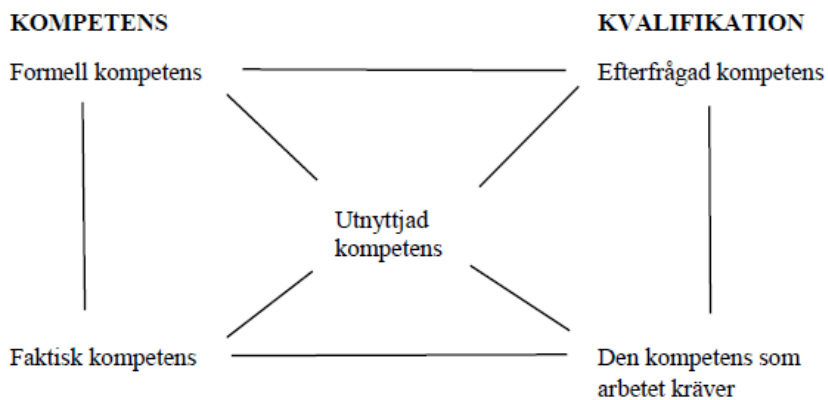 KOMPETENS
KVALIFIKATION
Formell kompetens
Efterfrågad kompetens
Utnyttjad
kompetens
Faktisk kompetens
Den kompetens som
arbetet kräver